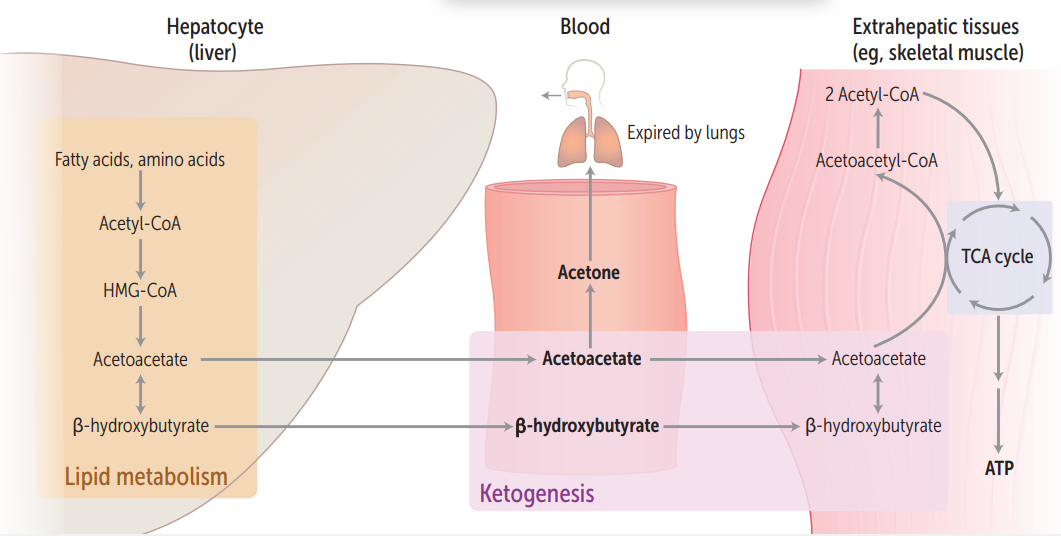 Hepatocyte
(liver)
Blood
Extrahepatic tissues
(eg, skeletal muscle)
Fatty acids, amino acids
Acetyl-CoA
HMG-CoA
Acetoacetate
β-hydroxybutyrate
Lipid metabolism
Expired by lungs
Acetone
Acetoacetate
β-hydroxybutyrate
Ketogenesis
2 Acetyl-CoA
Acetoacetyl-CoA
TCA cycle
Acetoacetate
β-hydroxybutyrate
ATP